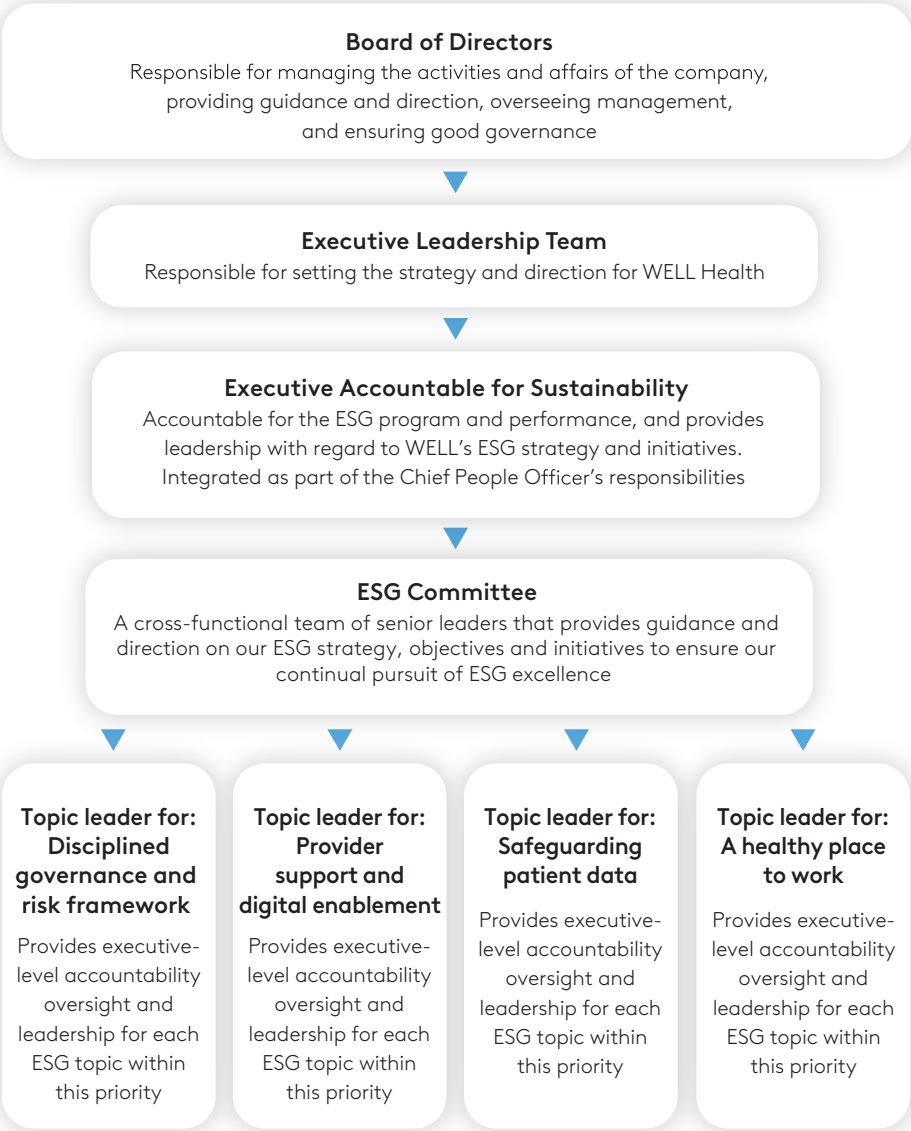 Board of Directors
Responsible for managing the activities and affairs of the company,
providing guidance and direction, overseeing management,
and ensuring good governance
Executive Leadership Team
Responsible for setting the strategy and direction for WELL Health
Executive Accountable for Sustainability
Accountable for the ESG program and performance, and provides
leadership with regard to WELL’s ESG strategy and initiatives.
Integrated as part of the Chief People Officer’s responsibilities
ESG Committee
A cross-functional team of senior leaders that provides guidance and
direction on our ESG strategy, objectives and initiatives to ensure our
continual pursuit of ESG excellence
Topic leader for:
Disciplined
governance and
risk framework
Provides executive-
level accountability
oversight and
leadership for each
ESG topic within
this priority
Topic leader for:
Provider
support and
digital enablement
Provides executive-
level accountability
oversight and
leadership for each
ESG topic within
this priority
Topic leader for:
Safeguarding
patient data
Provides executive-
level accountability
oversight and
leadership for each
ESG topic within
this priority
Topic leader for:
A healthy place
to work
Provides executive-
level accountability
oversight and
leadership for each
ESG topic within
this priority